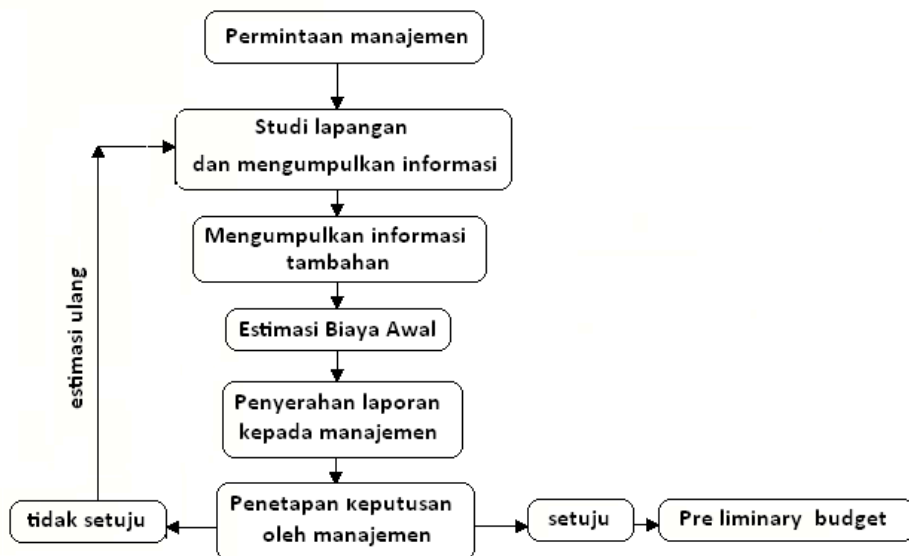 Permintaan manajemen
Studi lapangan
dan mengumpulkan informasi
Mengumpulkan informasi
tambahan
estimasi ulang
Estimasi Biaya Awal
Penyerahan laporan
kepada manajemen
tidak setuju
Penetapan keputusan
oleh manajemen
setuju
Pre liminary budget